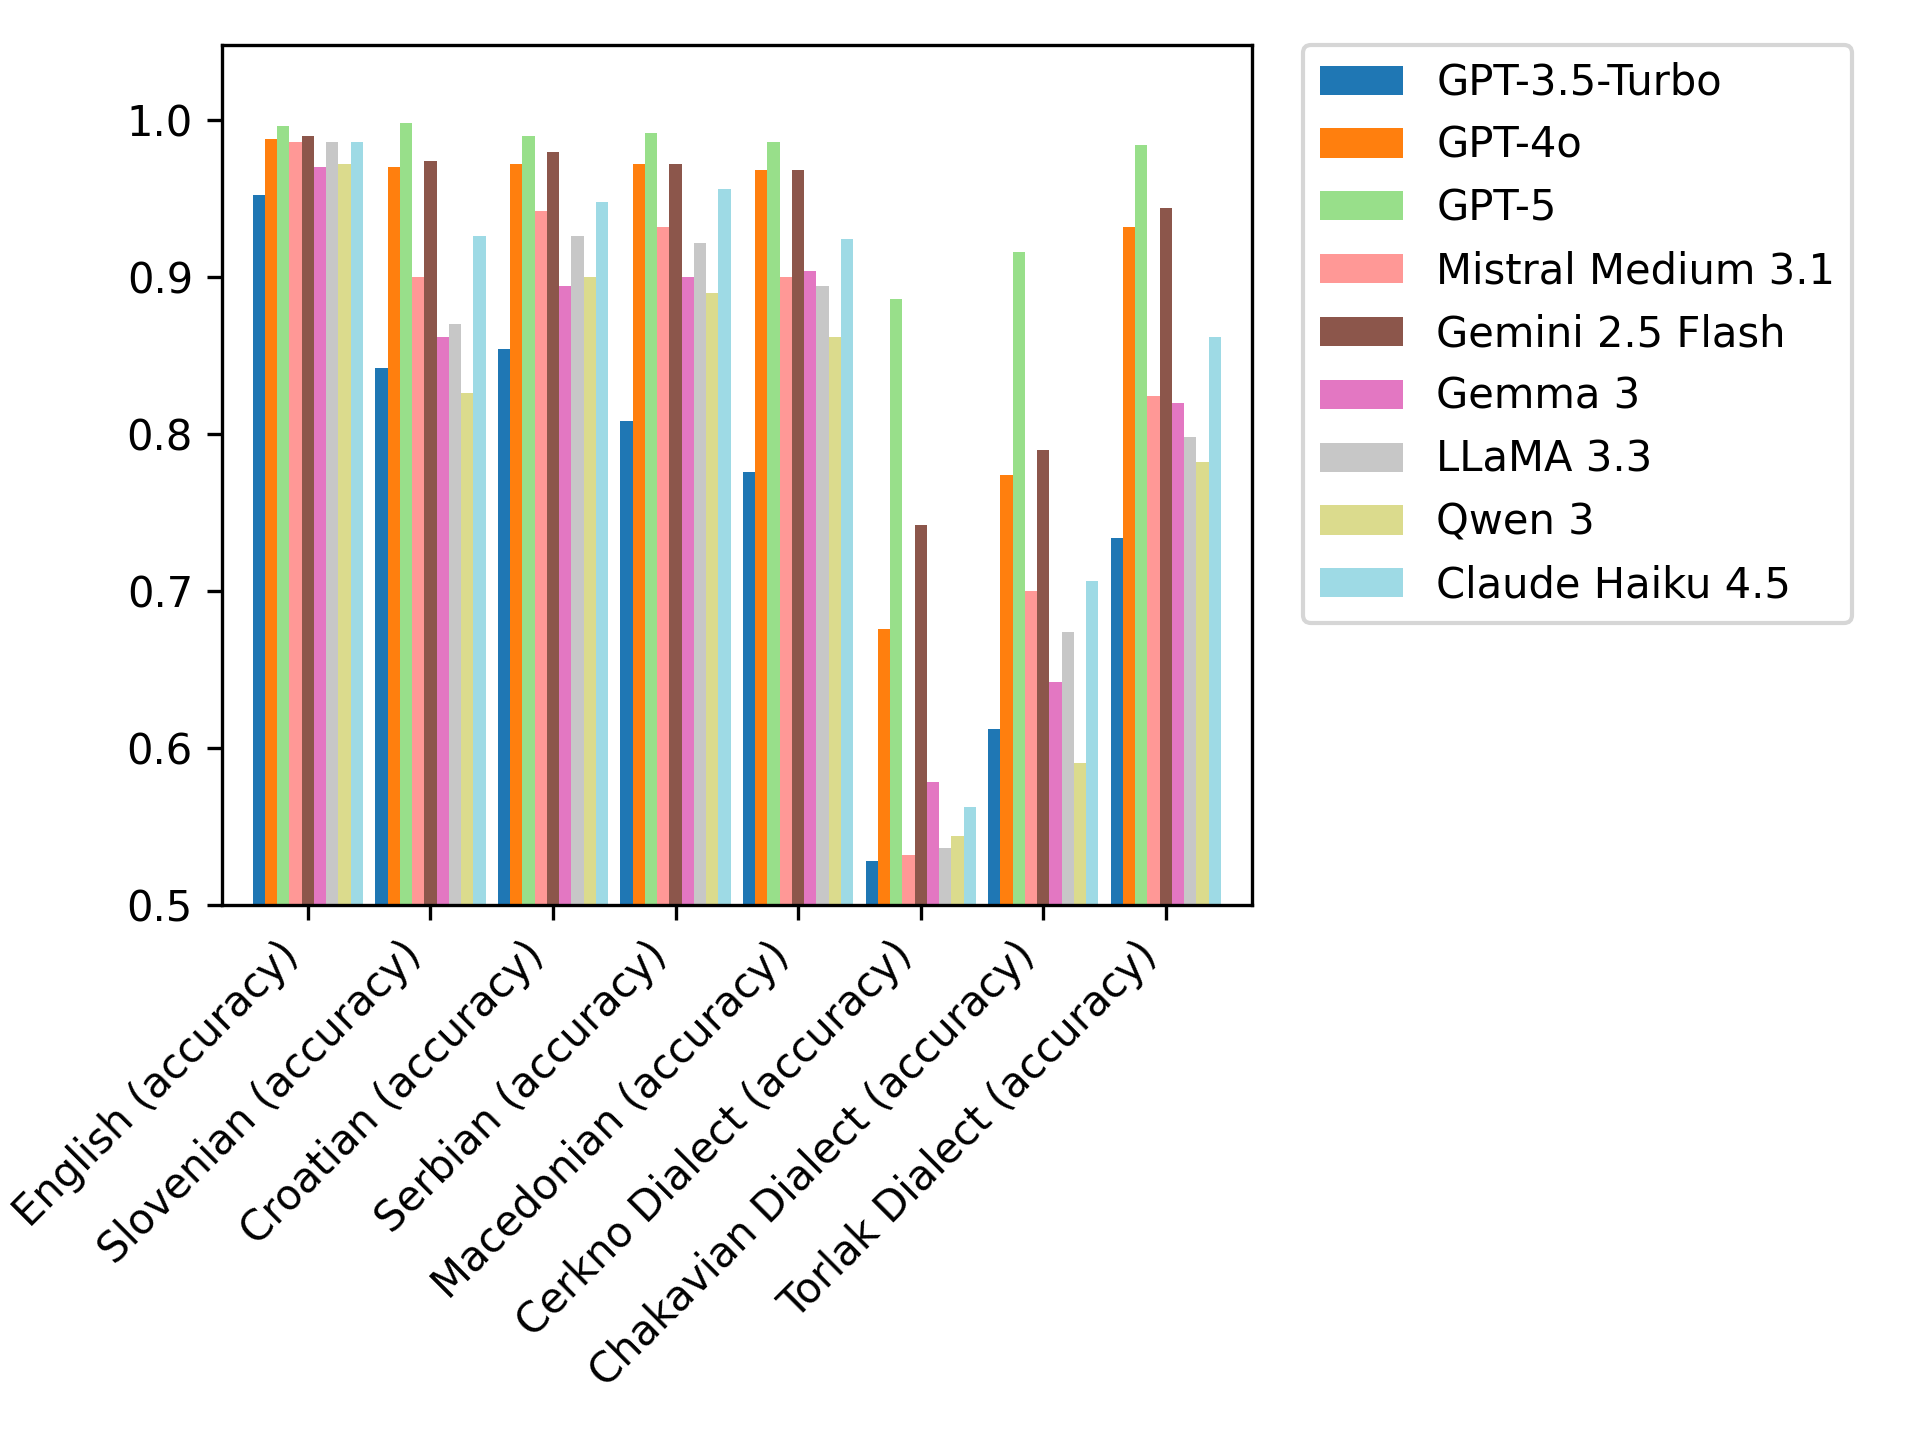 1.0
0.9
0.8
0.7
0.6
0.5
English (accuracy)
Slovenian (accuracy)
Croatian (accuracy)
Serbian (accuracy)
Macedonian (accuracy)
Cerkno Dialect (accuracy)
Chakavian Dialect (accuracy)
Torlak Dialect (accuracy)
GPT-3.5-Turbo
GPT-4o
GPT-5
Mistral Medium 3.1
Gemini 2.5 Flash
Gemma 3
LLaMA 3.3
Qwen 3
Claude Haiku 4.5